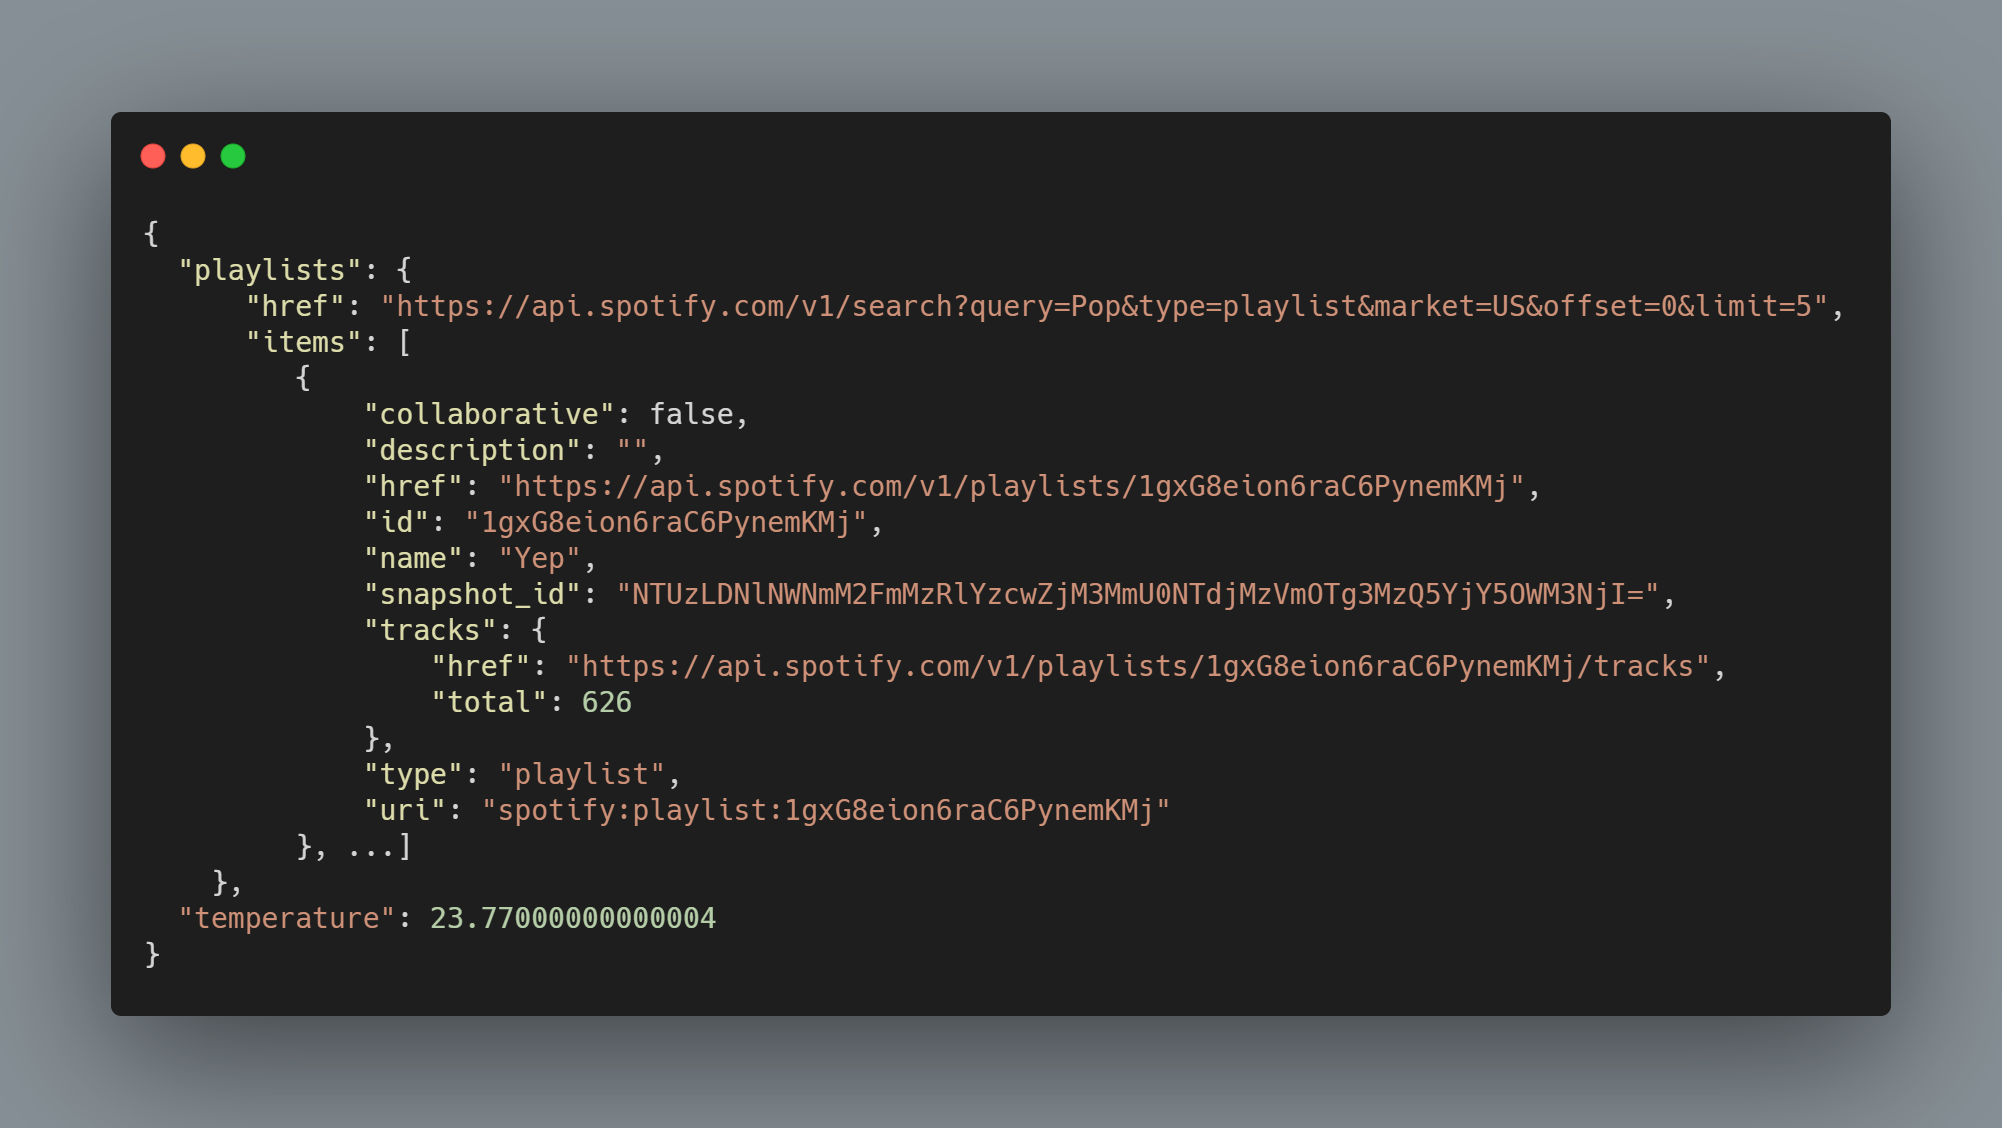 {
  "playlists": {
      "href": "https://api.spotify.com/v1/search?query=Pop&type=playlist&market=US&offset=0&limit=5",
      "items": [
         {
             "collaborative": false,
             "description": "",
             "href": "https://api.spotify.com/v1/playlists/1gxG8eion6raC6PynemKMj",
             "id": "1gxG8eion6raC6PynemKMj",
             "name": "Yep",
             "snapshot_id": "NTUzLDNlNWNmM2FmMzRlYzcwZjM3MmU0NTdjMzVmOTg3MzQ5YjY5OWM3NjI=",
             "tracks": {
                 "href": "https://api.spotify.com/v1/playlists/1gxG8eion6raC6PynemKMj/tracks",
                 "total": 626
             },
             "type": "playlist",
             "uri": "spotify:playlist:1gxG8eion6raC6PynemKMj"
         }, ...]
    },
  "temperature": 23.77000000000004
}